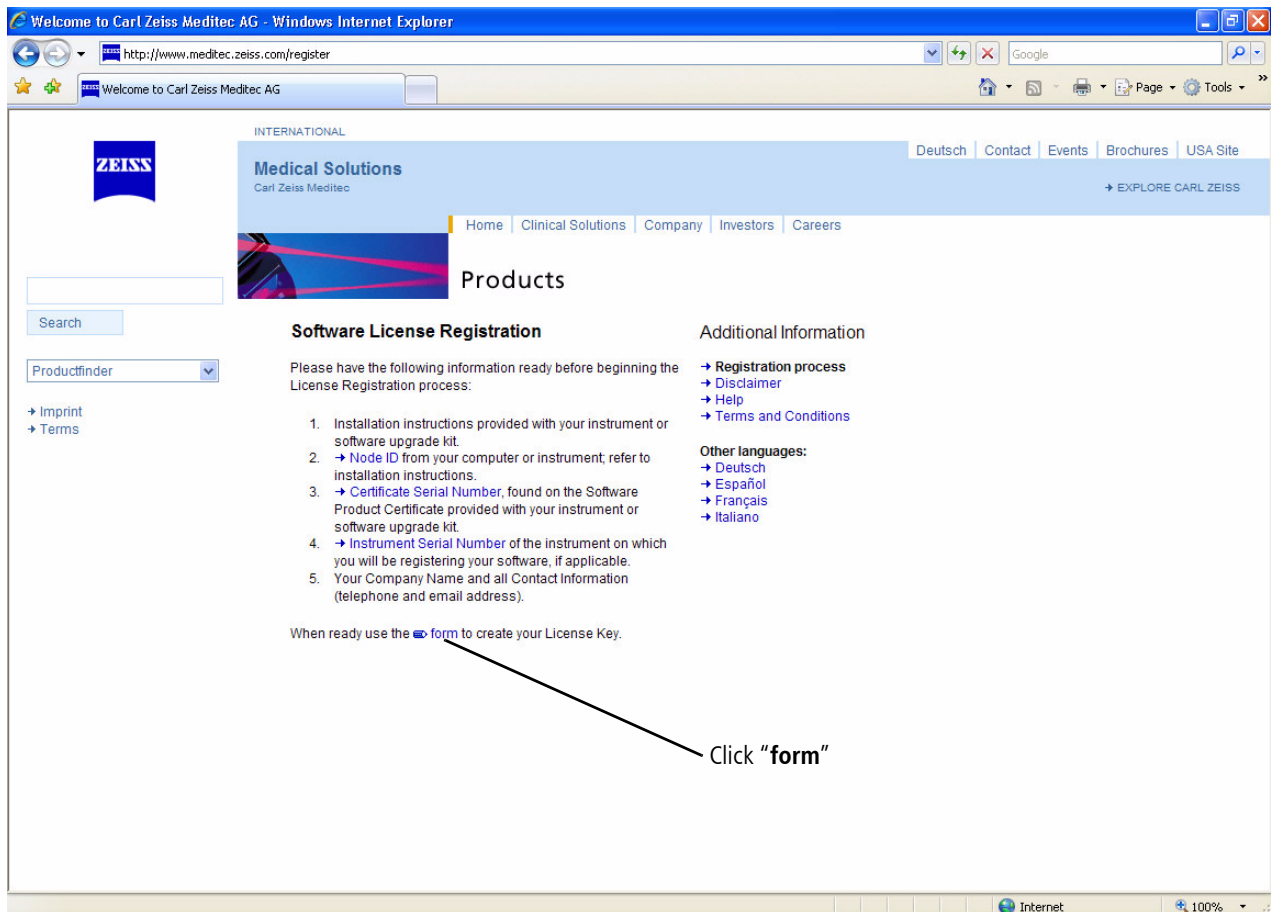 Welcome to Carl Zeiss Meditec AG - Windows Internet Explorer
http://www.meditec.zeiss.com/register
Google
Welcome to Carl Zeiss Meditec AG
Page
Tools
»
INTERNATIONAL
ZEISS
Medical Solutions
Carl Zeiss Meditec
Deutsch | Contact | Events | Brochures | USA Site
→ EXPLORE CARL ZEISS
Home | Clinical Solutions | Company | Investors | Careers
Products
Search
Productfinder
→ Imprint
→ Terms
Software License Registration
Please have the following information ready before beginning the
License Registration process:
1. Installation instructions provided with your instrument or
software upgrade kit.
2. → Node ID from your computer or instrument; refer to
installation instructions.
3. → Certificate Serial Number, found on the Software
Product Certificate provided with your instrument or
software upgrade kit.
4. → Instrument Serial Number of the instrument on which
you will be registering your software, if applicable.
5. Your Company Name and all Contact Information
(telephone and email address).
When ready use the form to create your License Key.
Additional Information
→ Registration process
→ Disclaimer
→ Help
→ Terms and Conditions
Other languages:
→ Deutsch
→ Español
→ Français
→ Italiano
Click “form”
Internet
100%